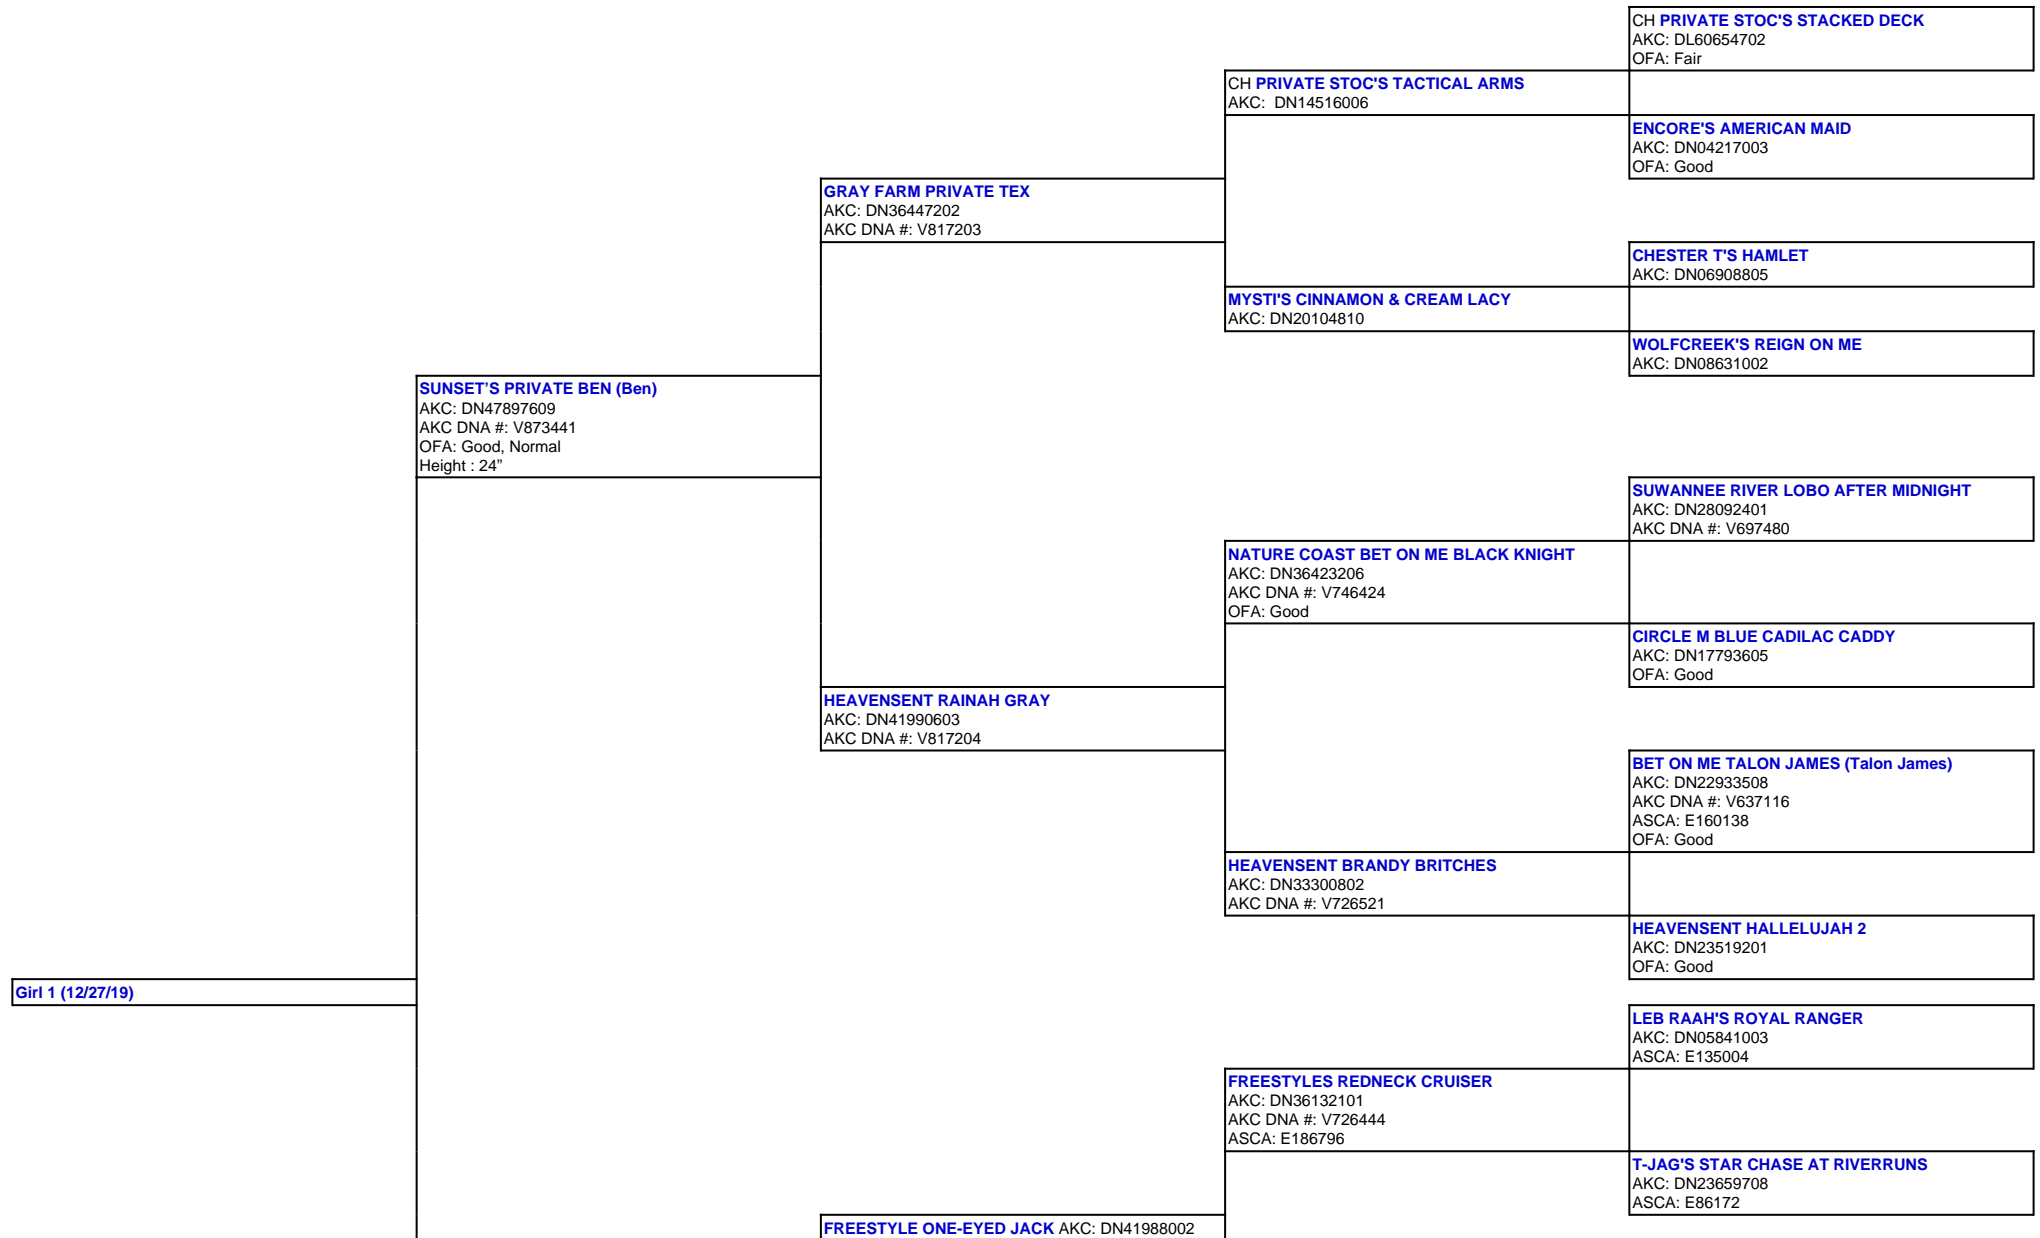 CH PRIVATE STOC'S STACKED DECK
AKC: DL60654702
OFA: Fair
CH PRIVATE STOC'S TACTICAL ARMS
AKC:  DN14516006
ENCORE'S AMERICAN MAID
AKC: DN04217003
OFA: Good
GRAY FARM PRIVATE TEX
AKC: DN36447202
AKC DNA #: V817203
CHESTER T'S HAMLET
AKC: DN06908805
MYSTI'S CINNAMON & CREAM LACY
AKC: DN20104810
WOLFCREEK'S REIGN ON ME
AKC: DN08631002
SUNSET’S PRIVATE BEN (Ben)
AKC: DN47897609
AKC DNA #: V873441
OFA: Good, Normal
Height : 24”
SUWANNEE RIVER LOBO AFTER MIDNIGHT
AKC: DN28092401
AKC DNA #: V697480
NATURE COAST BET ON ME BLACK KNIGHT
AKC: DN36423206
AKC DNA #: V746424
OFA: Good
CIRCLE M BLUE CADILAC CADDY
AKC: DN17793605
OFA: Good
HEAVENSENT RAINAH GRAY
AKC: DN41990603
AKC DNA #: V817204
BET ON ME TALON JAMES (Talon James)
AKC: DN22933508
AKC DNA #: V637116
ASCA: E160138
OFA: Good
HEAVENSENT BRANDY BRITCHES
AKC: DN33300802
AKC DNA #: V726521
HEAVENSENT HALLELUJAH 2
AKC: DN23519201
OFA: Good
Girl 1 (12/27/19)
LEB RAAH'S ROYAL RANGER
AKC: DN05841003
ASCA: E135004
FREESTYLES REDNECK CRUISER
AKC: DN36132101
AKC DNA #: V726444
ASCA: E186796
T-JAG'S STAR CHASE AT RIVERRUNS
AKC: DN23659708
ASCA: E86172
FREESTYLE ONE-EYED JACK AKC: DN41988002